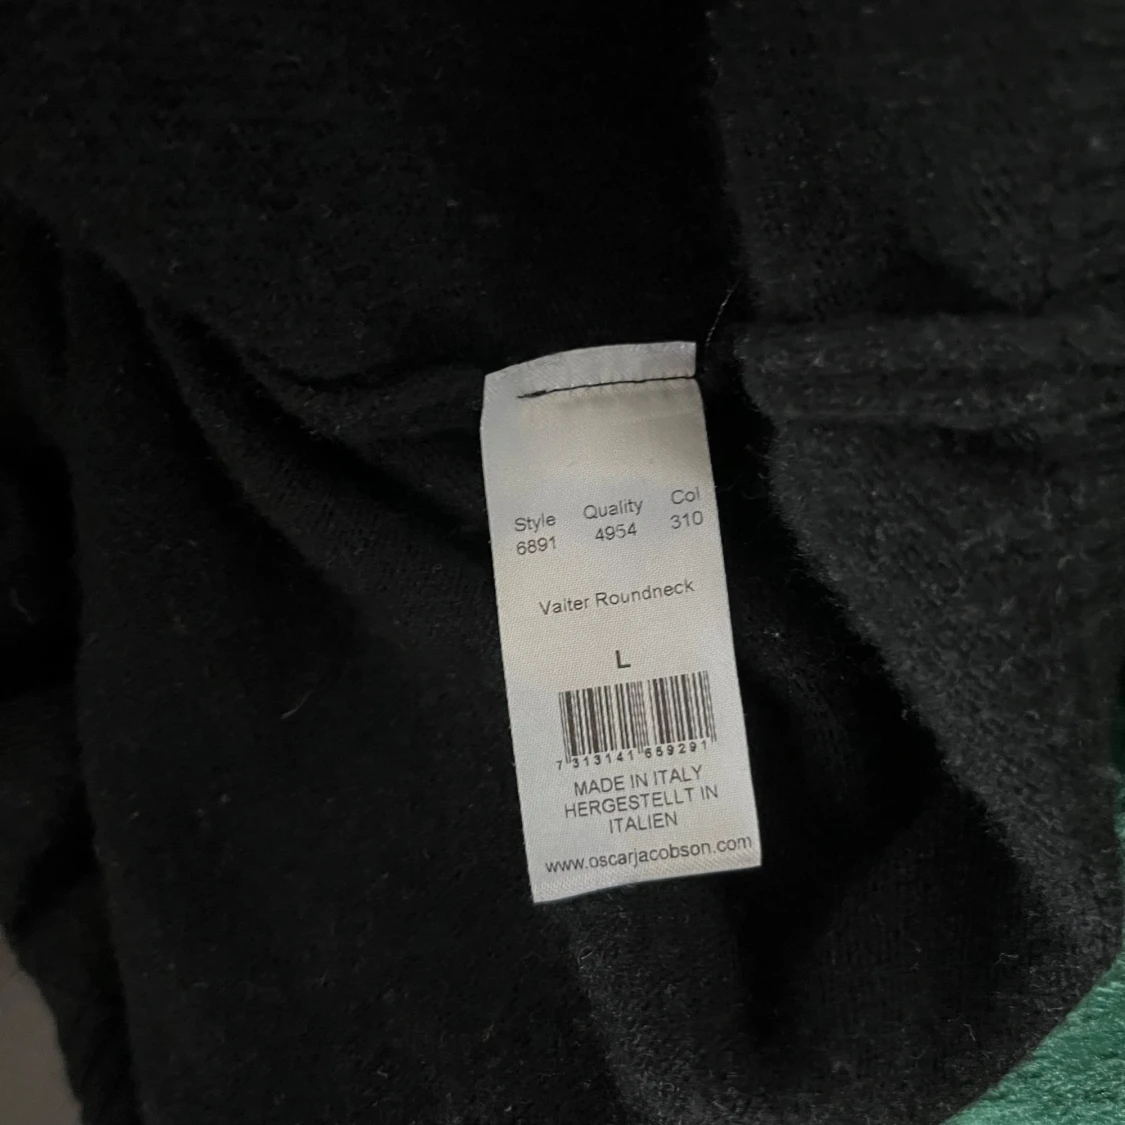 Style Quality Col
6891 4954 310
Valter Roundneck
L
7 313141 659291
MADE IN ITALY
HERGESTELLT IN
ITALIEN
www.oscarjacobson.com